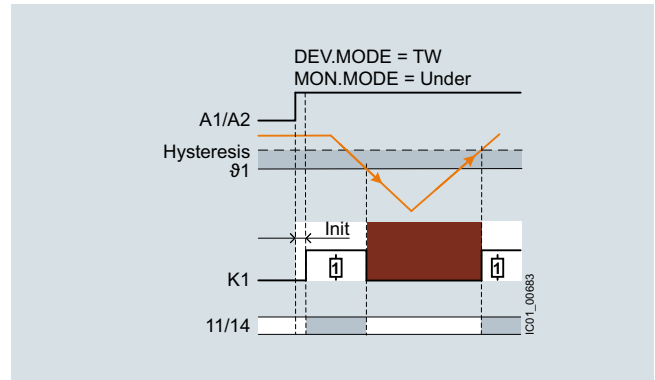 DEV.MODE = TW
MON.MODE = Under
A1/A2
Hysteresis
ϑ1
Init
K1
1
1
11/14
IC01_00683